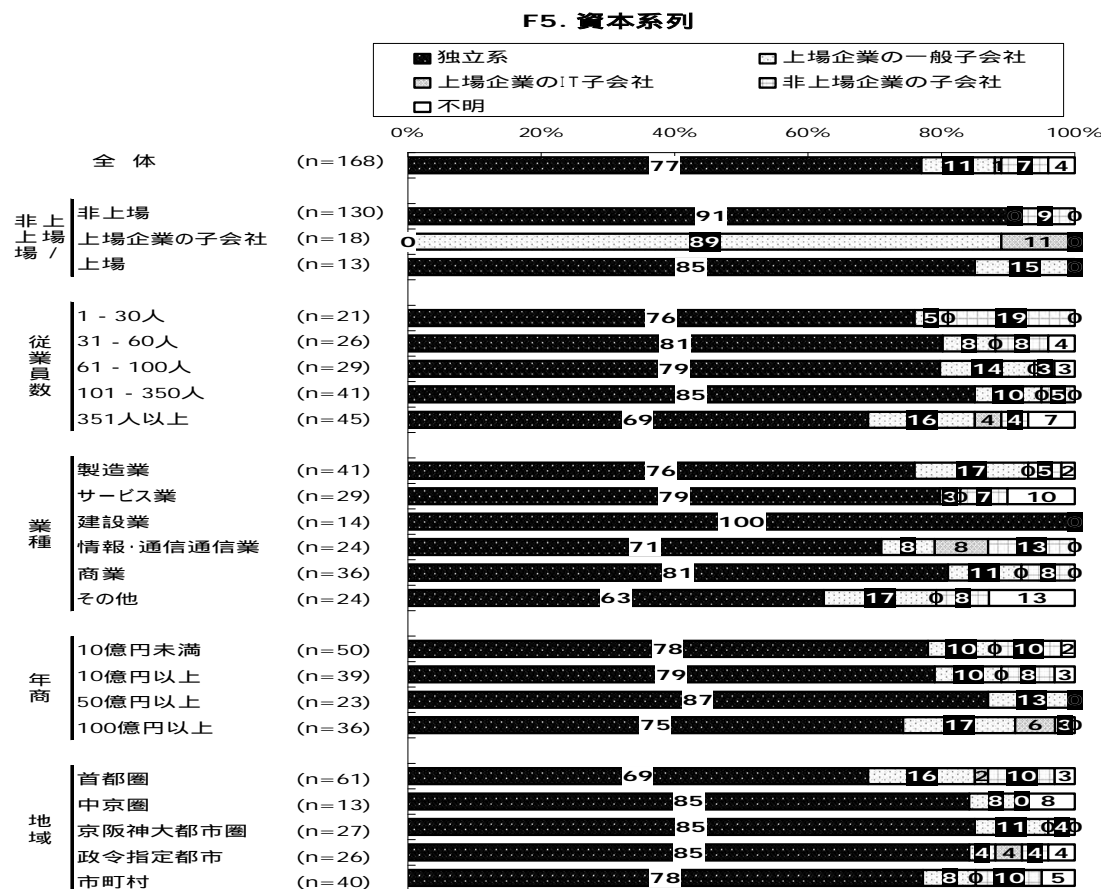 F5. 資本系列
独立系 上場企業の一般子会社
上場企業のIT子会社 非上場企業の子会社
不明
0% 20% 40% 60% 80% 100%
全 体 (n=168) 77 11 1 7 4
上場/非上場
非上場 (n=130) 91 0 9 0
上場企業の子会社 (n=18) 0 89 11 0
上場 (n=13) 85 15 0
従業員数
1 - 30人 (n=21) 76 5 0 19 0
31 - 60人 (n=26) 81 8 0 8 4
61 - 100人 (n=29) 79 14 0 3 3
101 - 350人 (n=41) 85 10 0 5 0
351人以上 (n=45) 69 16 4 4 7
業種
製造業 (n=41) 76 17 0 5 2
サービス業 (n=29) 79 3 0 7 10
建設業 (n=14) 100 0
情報・通信通信業 (n=24) 71 8 8 13 0
商業 (n=36) 81 11 0 8 0
その他 (n=24) 63 17 0 8 13
年商
10億円未満 (n=50) 78 10 0 10 2
10億円以上 (n=39) 79 10 0 8 3
50億円以上 (n=23) 87 13 0
100億円以上 (n=36) 75 17 6 3 0
地域
首都圏 (n=61) 69 16 2 10 3
中京圏 (n=13) 85 8 0 8
京阪神大都市圏 (n=27) 85 11 0 4 0
政令指定都市 (n=26) 85 4 4 4 4
市町村 (n=40) 78 8 0 10 5